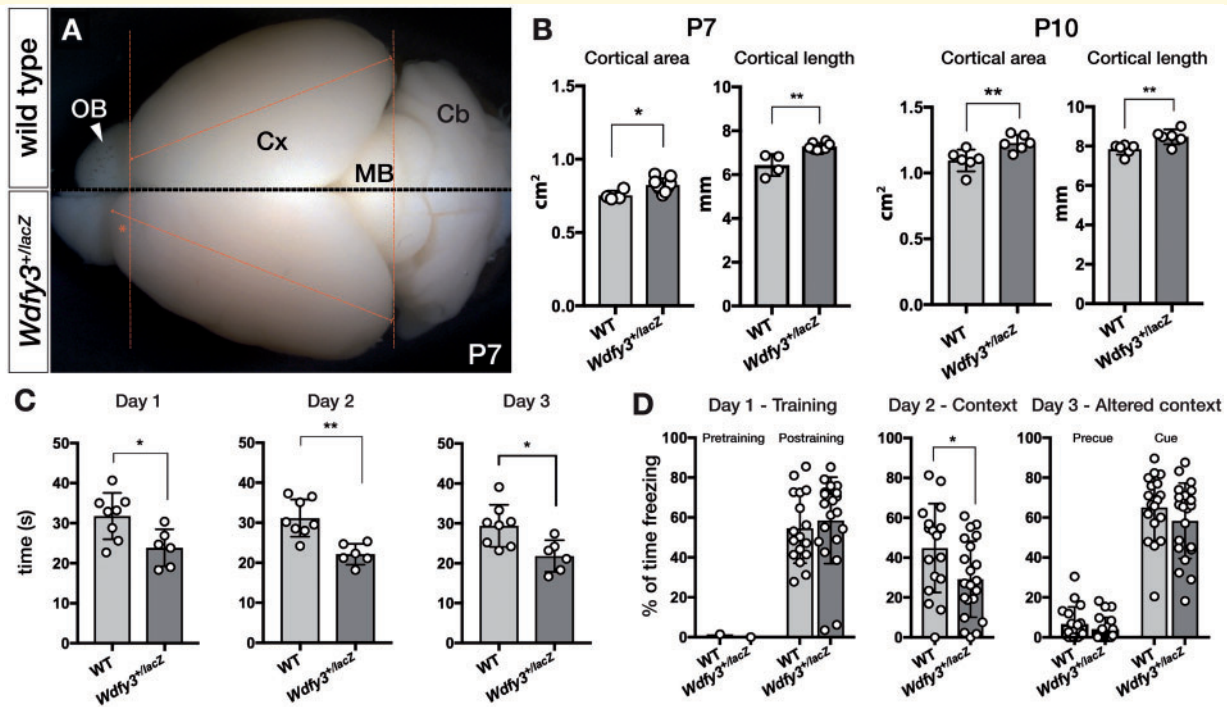 A
wild type
Wdfy3+/lacZ
OB
Cx
MB
Cb
*
P7
B
P7
P10
Cortical area
Cortical length
Cortical area
Cortical length
1.5
1.0
0.5
0.0
cm²
*
WT
Wdfy3+/lacZ
10
8
6
4
2
0
mm
**
WT
Wdfy3+/lacZ
1.5
1.0
0.5
0.0
cm²
**
WT
Wdfy3+/lacZ
10
8
6
4
2
0
mm
**
WT
Wdfy3+/lacZ
C
Day 1
Day 2
Day 3
time (s)
50
40
30
20
10
0
*
WT
Wdfy3+/lacZ
50
40
30
20
10
0
**
WT
Wdfy3+/lacZ
50
40
30
20
10
0
*
WT
Wdfy3+/lacZ
D
Day 1 - Training
Day 2 - Context
Day 3 - Altered context
% of time freezing
100
80
60
40
20
0
Pretraining
Postraining
WT
Wdfy3+/lacZ
WT
Wdfy3+/lacZ
100
80
60
40
20
0
*
WT
Wdfy3+/lacZ
100
80
60
40
20
0
Precue
Cue
WT
Wdfy3+/lacZ
WT
Wdfy3+/lacZ